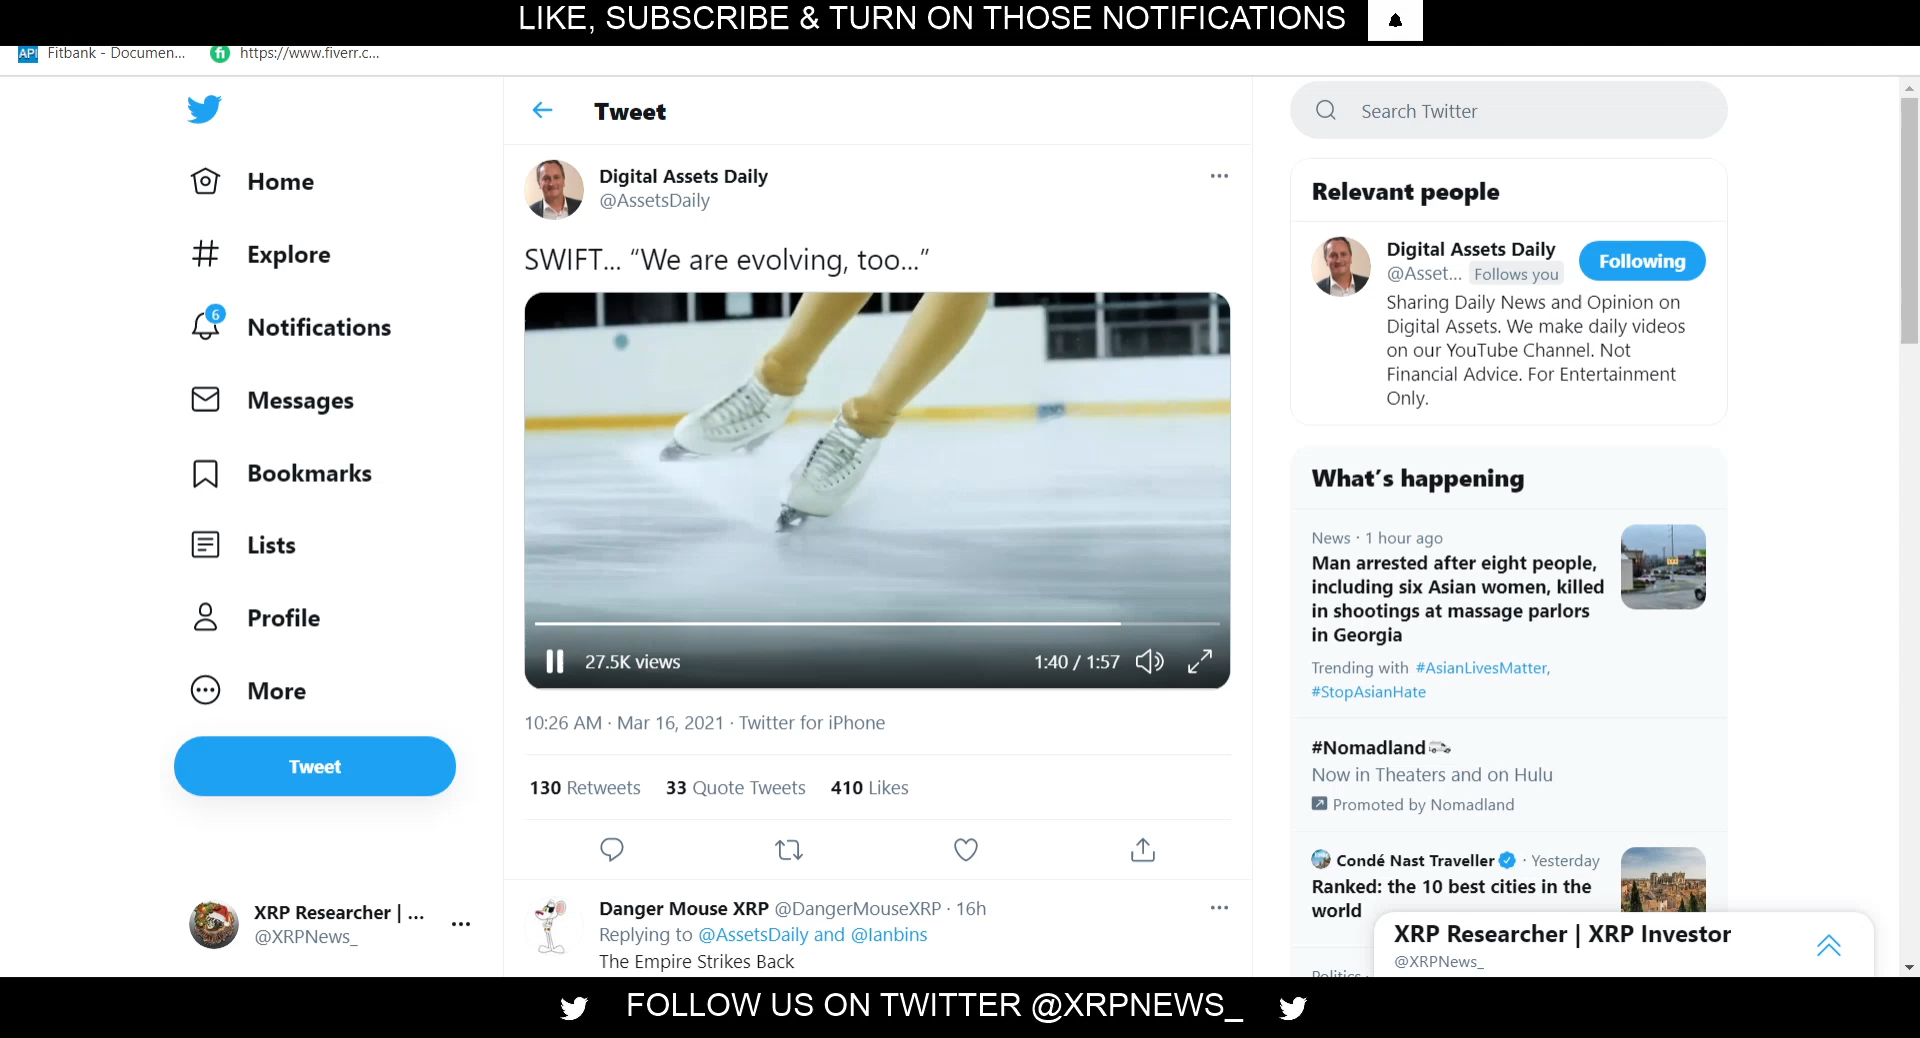 LIKE, SUBSCRIBE & TURN ON THOSE NOTIFICATIONS
API Fitbank - Documen...
fi https://www.fiverr.c...
Home
Explore
6
Notifications
Messages
Bookmarks
Lists
Profile
More
Tweet
XRP Researcher | ...
@XRPNews_
Tweet
Digital Assets Daily
@AssetsDaily
SWIFT... “We are evolving, too...”
27.5K views
1:40 / 1:57
10:26 AM · Mar 16, 2021 · Twitter for iPhone
130 Retweets 33 Quote Tweets 410 Likes
Danger Mouse XRP @DangerMouseXRP · 16h
Replying to @AssetsDaily and @lanbins
The Empire Strikes Back
Search Twitter
Relevant people
Digital Assets Daily
@Asset... Follows you
Following
Sharing Daily News and Opinion on
Digital Assets. We make daily videos
on our YouTube Channel. Not
Financial Advice. For Entertainment
Only.
What’s happening
News · 1 hour ago
Man arrested after eight people,
including six Asian women, killed
in shootings at massage parlors
in Georgia
Trending with #AsianLivesMatter,
#StopAsianHate
#Nomadland
Now in Theaters and on Hulu
Promoted by Nomadland
Condé Nast Traveller · Yesterday
Ranked: the 10 best cities in the
world
Politics ·
XRP Researcher | XRP Investor
@XRPNews_
FOLLOW US ON TWITTER @XRPNEWS_